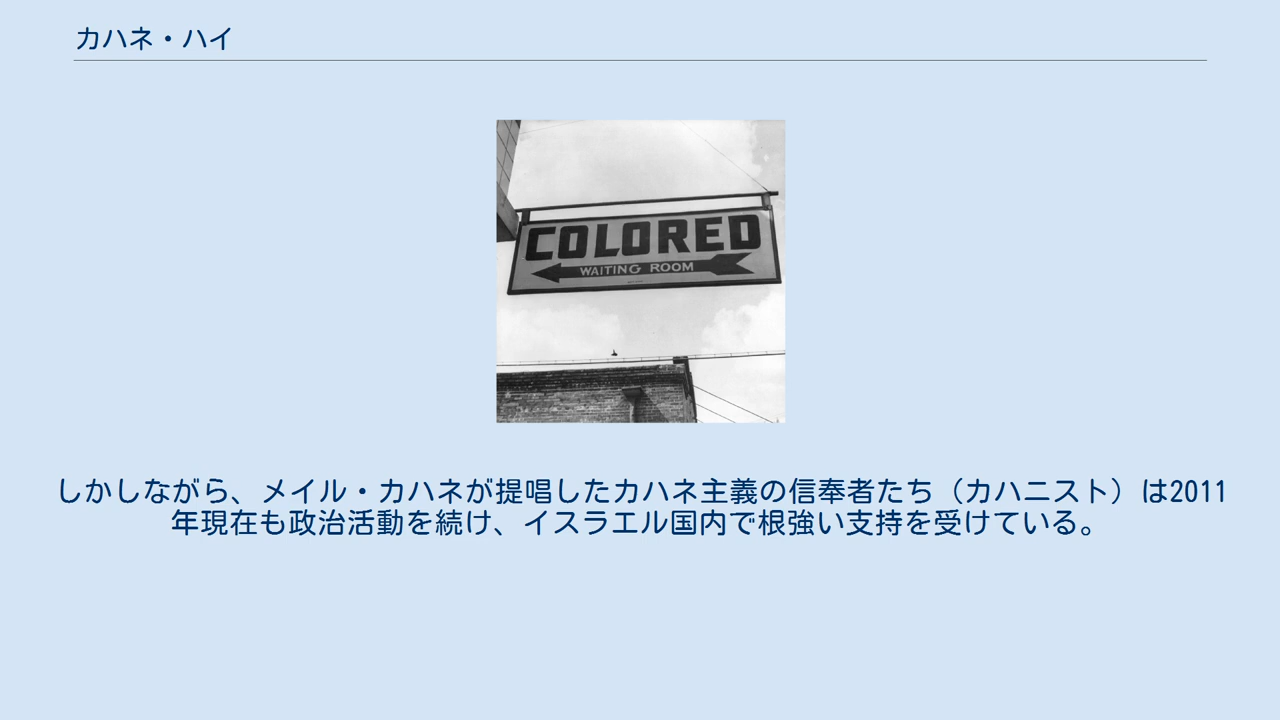 カハネ・ハイ
COLORED
WAITING ROOM
しかしながら、メイル・カハネが提唱したカハネ主義の信奉者たち（カハニスト）は2011
年現在も政治活動を続け、イスラエル国内で根強い支持を受けている。